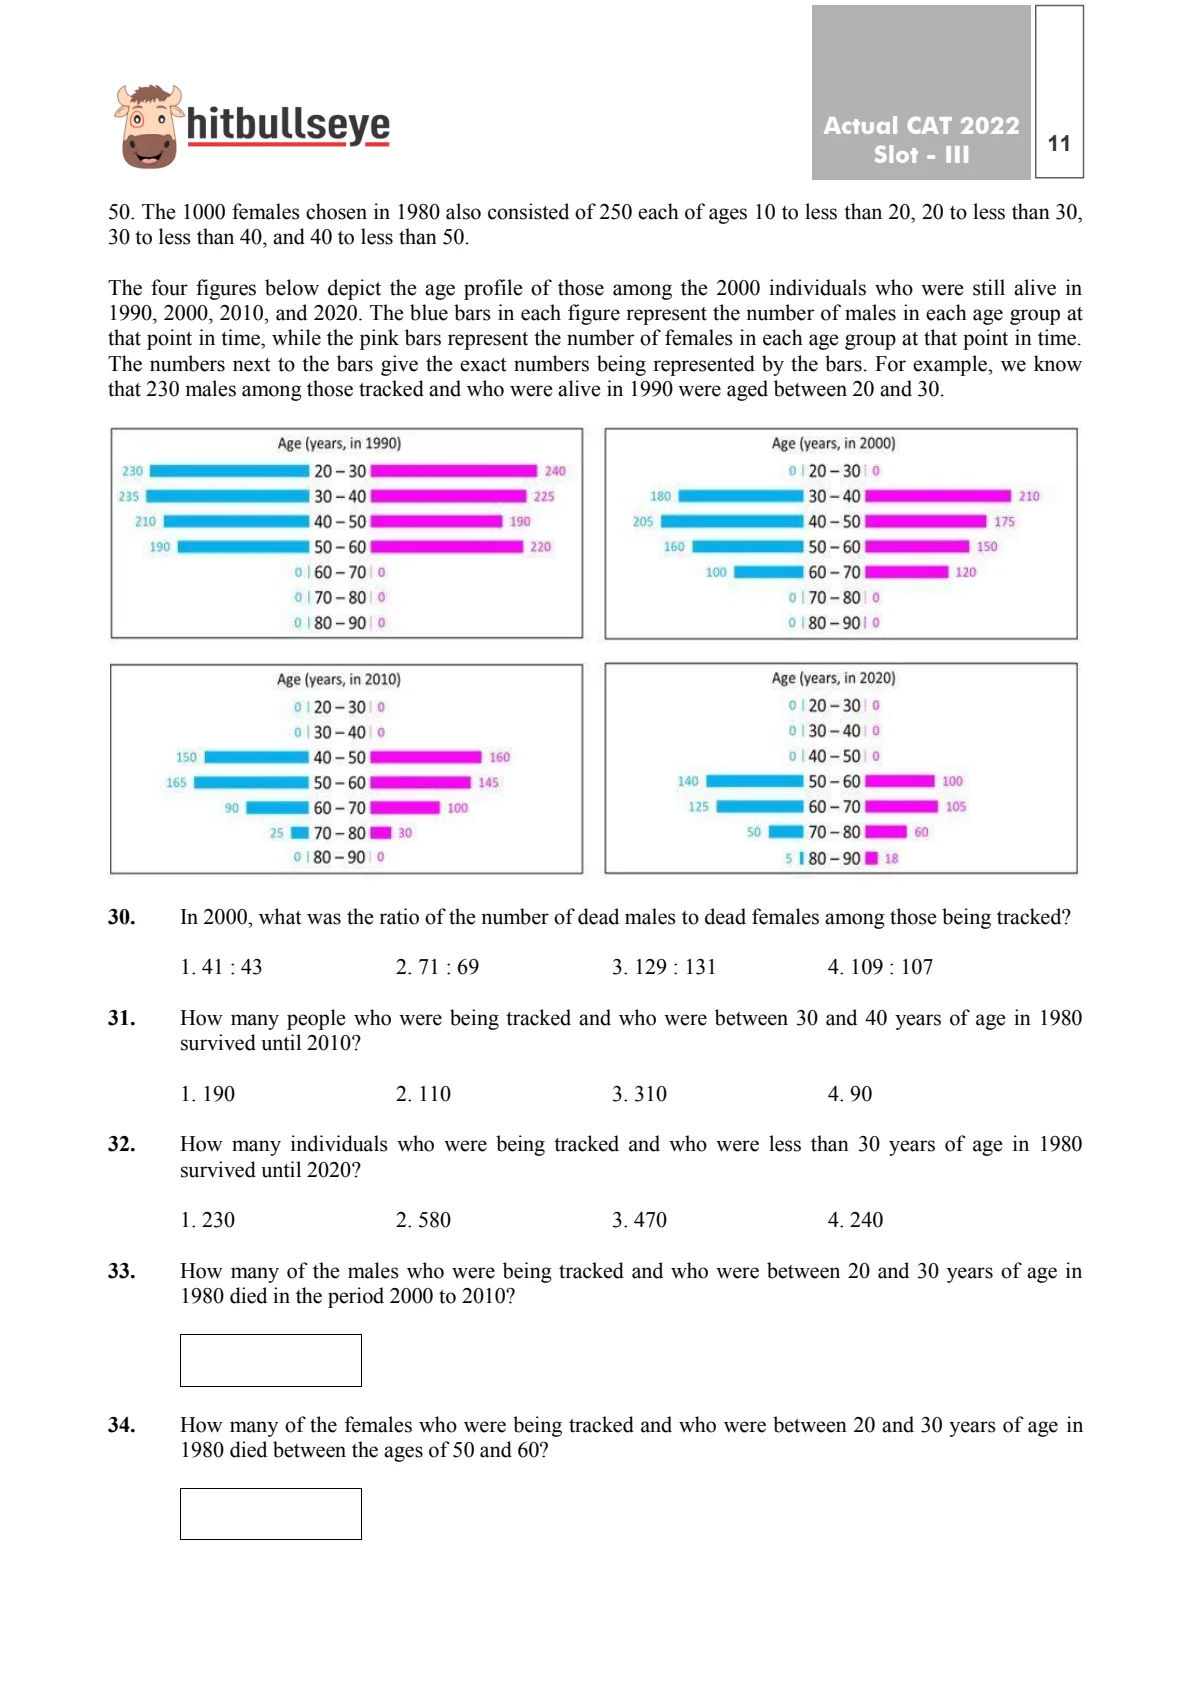 hitbullseye
Actual CAT 2022
Slot - III
11
50. The 1000 females chosen in 1980 also consisted of 250 each of ages 10 to less than 20, 20 to less than 30,
30 to less than 40, and 40 to less than 50.
The four figures below depict the age profile of those among the 2000 individuals who were still alive in
1990, 2000, 2010, and 2020. The blue bars in each figure represent the number of males in each age group at
that point in time, while the pink bars represent the number of females in each age group at that point in time.
The numbers next to the bars give the exact numbers being represented by the bars. For example, we know
that 230 males among those tracked and who were alive in 1990 were aged between 20 and 30.
Age (years, in 1990)
230 20 – 30 240
235 30 – 40 225
210 40 – 50 190
190 50 – 60 220
0 60 – 70 0
0 70 – 80 0
0 80 – 90 0
Age (years, in 2000)
0 20 – 30 0
180 30 – 40 210
205 40 – 50 175
160 50 – 60 150
100 60 – 70 120
0 70 – 80 0
0 80 – 90 0
Age (years, in 2010)
0 20 – 30 0
0 30 – 40 0
150 40 – 50 160
165 50 – 60 145
90 60 – 70 100
25 70 – 80 30
0 80 – 90 0
Age (years, in 2020)
0 20 – 30 0
0 30 – 40 0
0 40 – 50 0
140 50 – 60 100
125 60 – 70 105
50 70 – 80 60
5 80 – 90 18
30. In 2000, what was the ratio of the number of dead males to dead females among those being tracked?
1. 41 : 43 2. 71 : 69 3. 129 : 131 4. 109 : 107
31. How many people who were being tracked and who were between 30 and 40 years of age in 1980
survived until 2010?
1. 190 2. 110 3. 310 4. 90
32. How many individuals who were being tracked and who were less than 30 years of age in 1980
survived until 2020?
1. 230 2. 580 3. 470 4. 240
33. How many of the males who were being tracked and who were between 20 and 30 years of age in
1980 died in the period 2000 to 2010?
34. How many of the females who were being tracked and who were between 20 and 30 years of age in
1980 died between the ages of 50 and 60?